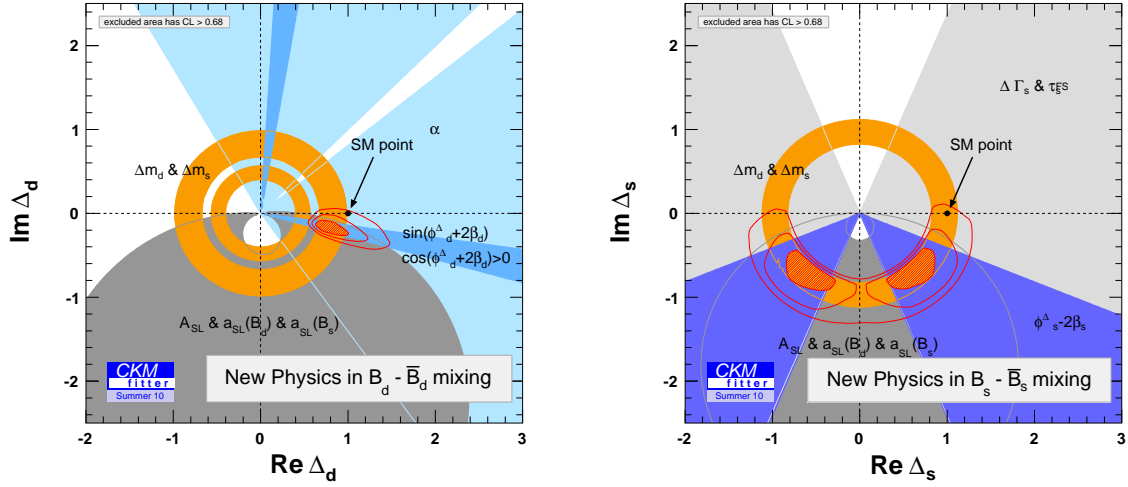 excluded area has CL > 0.68
α
SM point
Δm_d & Δm_s
sin(φ^Δ_d+2β_d)
cos(φ^Δ_d+2β_d)>0
A_SL & a_SL(B_d) & a_SL(B_s)
CKM
fitter
Summer 10
New Physics in B_d - B̅_d mixing
Im Δ_d
2
1
0
-1
-2
-2 -1 0 1 2 3
Re Δ_d
excluded area has CL > 0.68
Δ Γ_s & τ_s^FS
SM point
Δm_d & Δm_s
φ^Δ_s-2β_s
A_SL & a_SL(B_d) & a_SL(B_s)
CKM
fitter
Summer 10
New Physics in B_s - B̅_s mixing
Im Δ_s
2
1
0
-1
-2
-2 -1 0 1 2 3
Re Δ_s